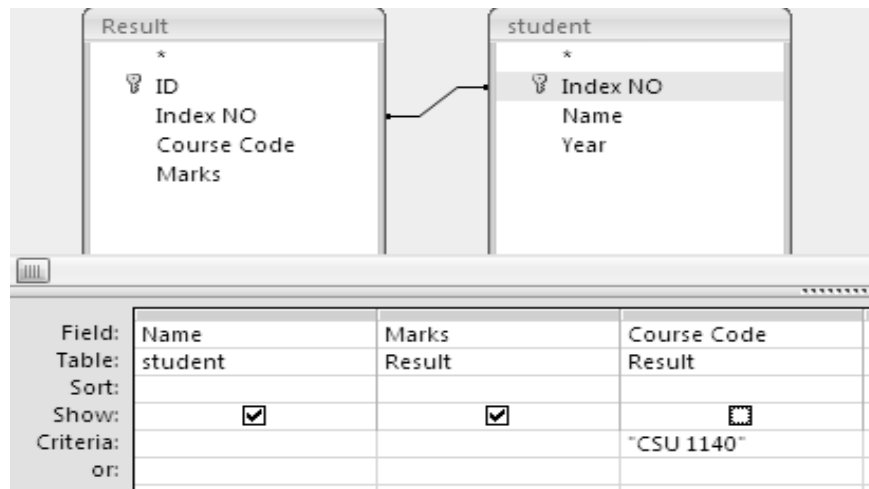 Result
*
ID
Index NO
Course Code
Marks
student
*
Index NO
Name
Year
Field: Name Marks Course Code
Table: student Result Result
Sort:
Show:
Criteria: "CSU 1140"
or: